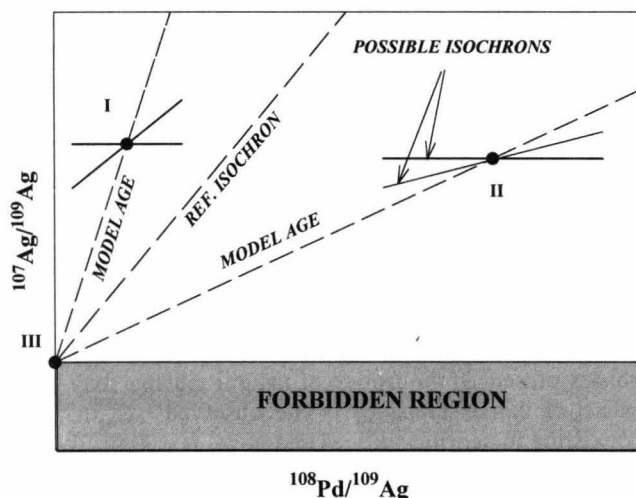 POSSIBLE ISOCHRONS
I
REF. ISOCHRON
MODEL AGE
II
MODEL AGE
107Ag/109Ag
III
FORBIDDEN REGION
108Pd/109Ag